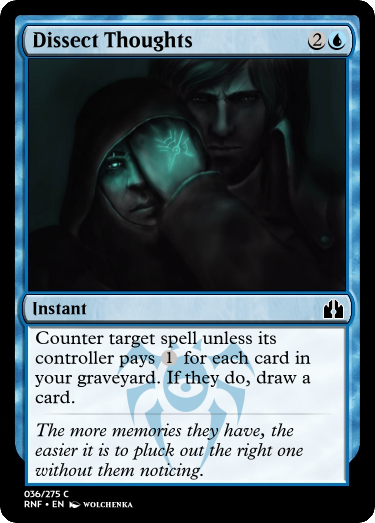 Dissect Thoughts 2
Instant
Counter target spell unless its
controller pays 1 for each card in
your graveyard. If they do, draw a
card.
The more memories they have, the
easier it is to pluck out the right one
without them noticing.
036/275 C
RNF • EN WOLCHENKA